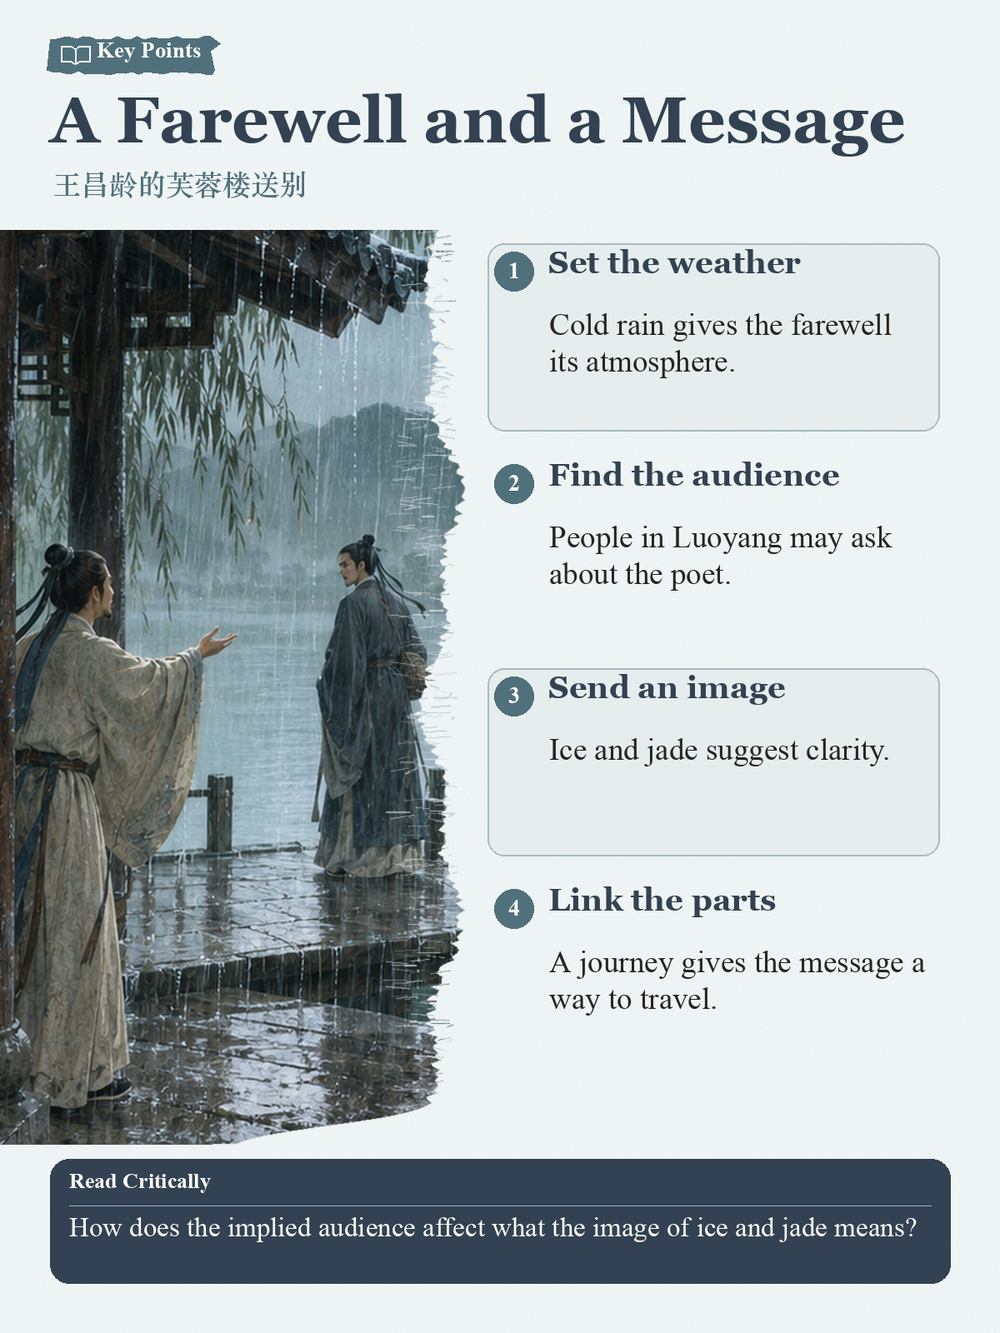 Key Points
A Farewell and a Message
王昌龄的芙蓉楼送别
1 Set the weather
Cold rain gives the farewell
its atmosphere.
2 Find the audience
People in Luoyang may ask
about the poet.
3 Send an image
Ice and jade suggest clarity.
4 Link the parts
A journey gives the message a
way to travel.
Read Critically
How does the implied audience affect what the image of ice and jade means?